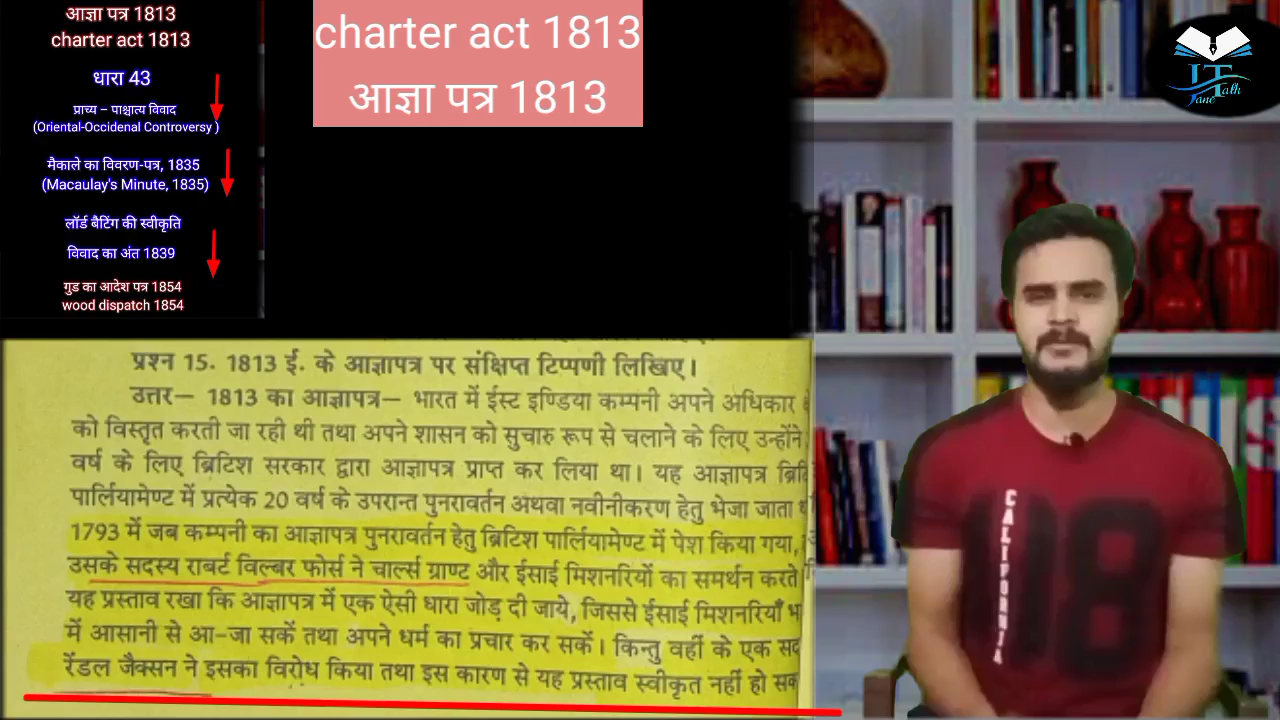 आज्ञा पत्र 1813
charter act 1813
धारा 43
प्राच्य – पाश्चात्य विवाद
(Oriental-Occidenal Controversy )
मैकाले का विवरण-पत्र, 1835
(Macaulay's Minute, 1835)
लॉर्ड बैटिंग की स्वीकृति
विवाद का अंत 1839
गुड का आदेश पत्र 1854
wood dispatch 1854
charter act 1813
आज्ञा पत्र 1813
JT
Jane Talk
प्रश्न 15. 1813 ई. के आज्ञापत्र पर संक्षिप्त टिप्पणी लिखिए।
उत्तर— 1813 का आज्ञापत्र— भारत में ईस्ट इण्डिया कम्पनी अपने अधिकार
को विस्तृत करती जा रही थी तथा अपने शासन को सुचारु रूप से चलाने के लिए उन्होंने
वर्ष के लिए ब्रिटिश सरकार द्वारा आज्ञापत्र प्राप्त कर लिया था। यह आज्ञापत्र
पार्लियामेण्ट में प्रत्येक 20 वर्ष के उपरान्त पुनरावर्तन अथवा नवीनीकरण हेतु भेजा जाता
1793 में जब कम्पनी का आज्ञापत्र पुनरावर्तन हेतु ब्रिटिश पार्लियामेण्ट में पेश किया गया,
उसके सदस्य राबर्ट विल्बर फोर्स ने चार्ल्स ग्राण्ट और ईसाई मिशनरियों का समर्थन करते
यह प्रस्ताव रखा कि आज्ञापत्र में एक ऐसी धारा जोड़ दी जाये, जिससे ईसाई मिशनरियाँ
में आसानी से आ-जा सकें तथा अपने धर्म का प्रचार कर सकें। किन्तु वहीं के एक
रेंडल जैक्सन ने इसका विरोध किया तथा इस कारण से यह प्रस्ताव स्वीकृत नहीं हो
CALIFORNIA
08